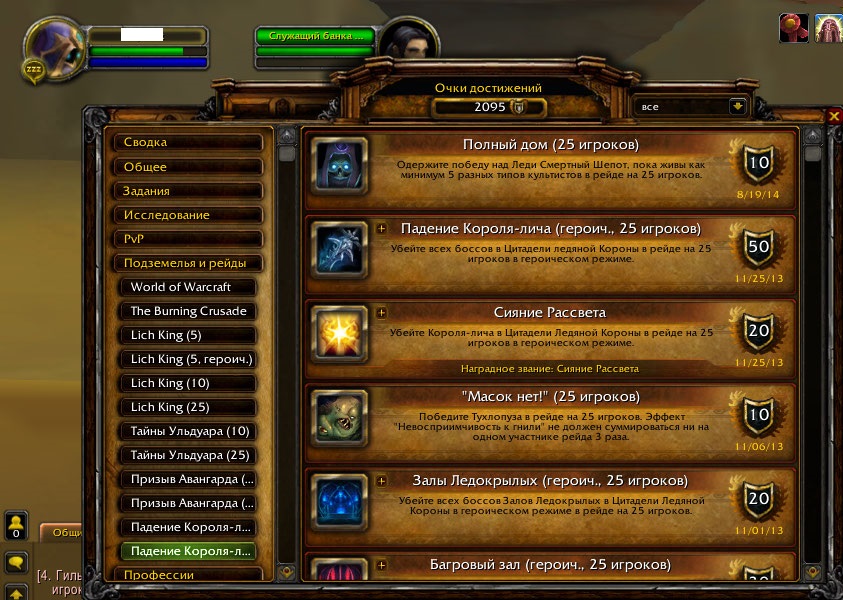 zzz
Служащий банка ...
Очки достижений
2095
все
Сводка
Общее
Задания
Исследование
PvP
Подземелья и рейды
World of Warcraft
The Burning Crusade
Lich King (5)
Lich King (5, героич.)
Lich King (10)
Lich King (25)
Тайны Ульдуара (10)
Тайны Ульдуара (25)
Призыв Авангарда (...
Призыв Авангарда (...
Падение Короля-л...
Падение Короля-л...
Профессии
Полный дом (25 игроков)
Одержите победу над Леди Смертный Шепот, пока живы как
минимум 5 разных типов культистов в рейде на 25 игроков.
10
8/19/14
Падение Короля-лича (героич., 25 игроков)
Убейте всех боссов в Цитадели ледяной Короны в рейде на 25
игроков в героическом режиме.
50
11/25/13
Сияние Рассвета
Убейте Короля-лича в Цитадели Ледяной Короны в рейде на 25
игроков в героическом режиме.
Наградное звание: Сияние Рассвета
20
11/25/13
"Масок нет!" (25 игроков)
Победите Тухлопуза в рейде на 25 игроков. Эффект
"Невосприимчивость к гнили" не должен суммироваться ни на
одном участнике рейда 3 раза.
10
11/06/13
Залы Ледокрылых (героич., 25 игроков)
Убейте всех боссов Залов Ледокрылых в Цитадели Ледяной
Короны в героическом режиме в рейде на 25 игроков.
20
11/01/13
Багровый зал (героич., 25 игроков)
0
Общи
[4. Гиль
игрок